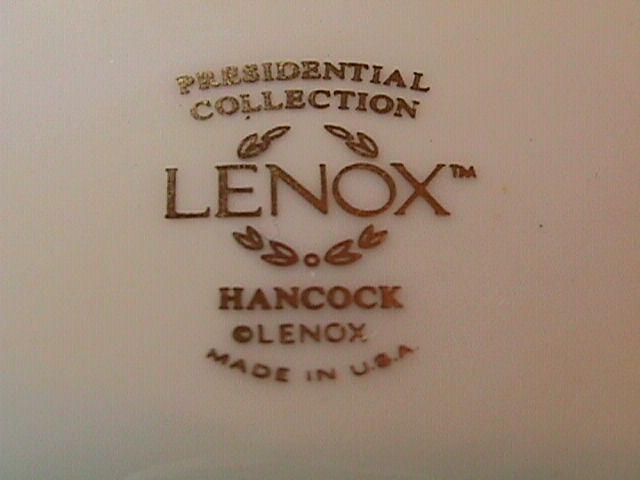 PRESIDENTIAL
COLLECTION
LENOX™
HANCOCK
©LENOX
MADE IN U.S.A.